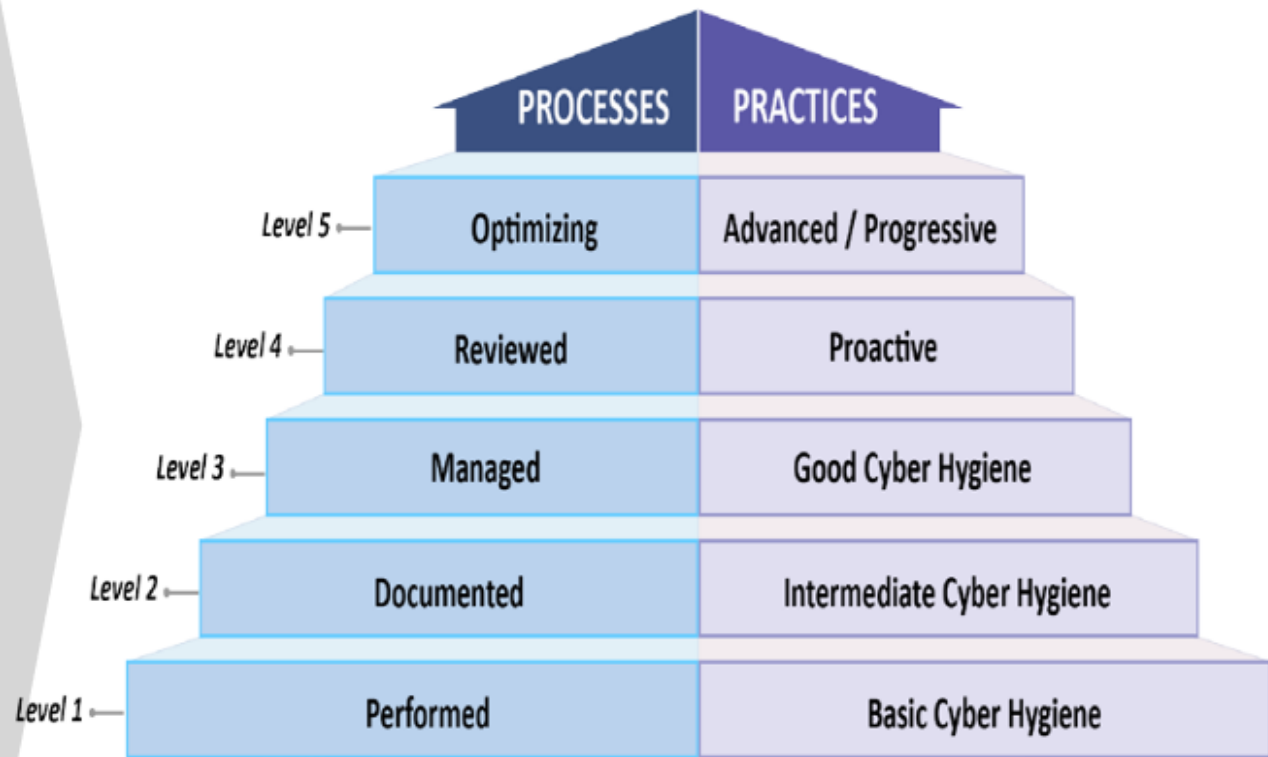 PROCESSES PRACTICES
Level 5 Optimizing Advanced / Progressive
Level 4 Reviewed Proactive
Level 3 Managed Good Cyber Hygiene
Level 2 Documented Intermediate Cyber Hygiene
Level 1 Performed Basic Cyber Hygiene